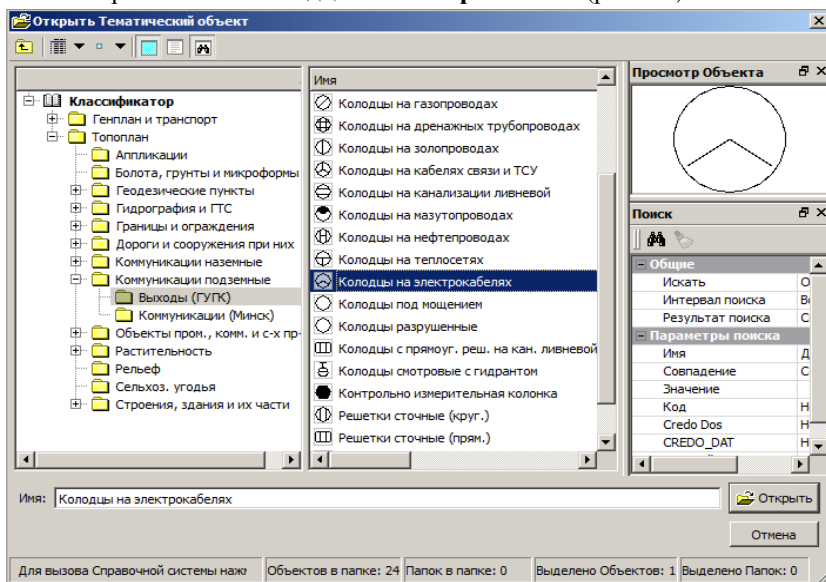 Открыть Тематический объект
Имя
Классификатор
Генплан и транспорт
Топоплан
Аппликации
Болота, грунты и микроформы
Геодезические пункты
Гидрография и ГТС
Границы и ограждения
Дороги и сооружения при них
Коммуникации наземные
Коммуникации подземные
Выходы (ГУГК)
Коммуникации (Минск)
Объекты пром., комм. и с-х пр-
Растительность
Рельеф
Сельхоз. угодья
Строения, здания и их части
Колодцы на газопроводах
Колодцы на дренажных трубопроводах
Колодцы на золопроводах
Колодцы на кабелях связи и ТСУ
Колодцы на канализации ливневой
Колодцы на мазутопроводах
Колодцы на нефтепроводах
Колодцы на теплосетях
Колодцы на электрокабелях
Колодцы под мощением
Колодцы разрушенные
Колодцы с прямоуг. реш. на кан. ливневой
Колодцы смотровые с гидрантом
Контрольно измерительная колонка
Решетки сточные (круг.)
Решетки сточные (прям.)
Просмотр Объекта
Поиск
Общие
Искать О
Интервал поиска Вс
Результат поиска С
Параметры поиска
Имя Д
Совпадение С
Значение
Код Н
Credo Dos Н
CREDO_DAT Н
Имя: Колодцы на электрокабелях
Открыть
Отмена
Для вызова Справочной системы нажм
Объектов в папке: 24
Папок в папке: 0
Выделено Объектов: 1
Выделено Папок: 0